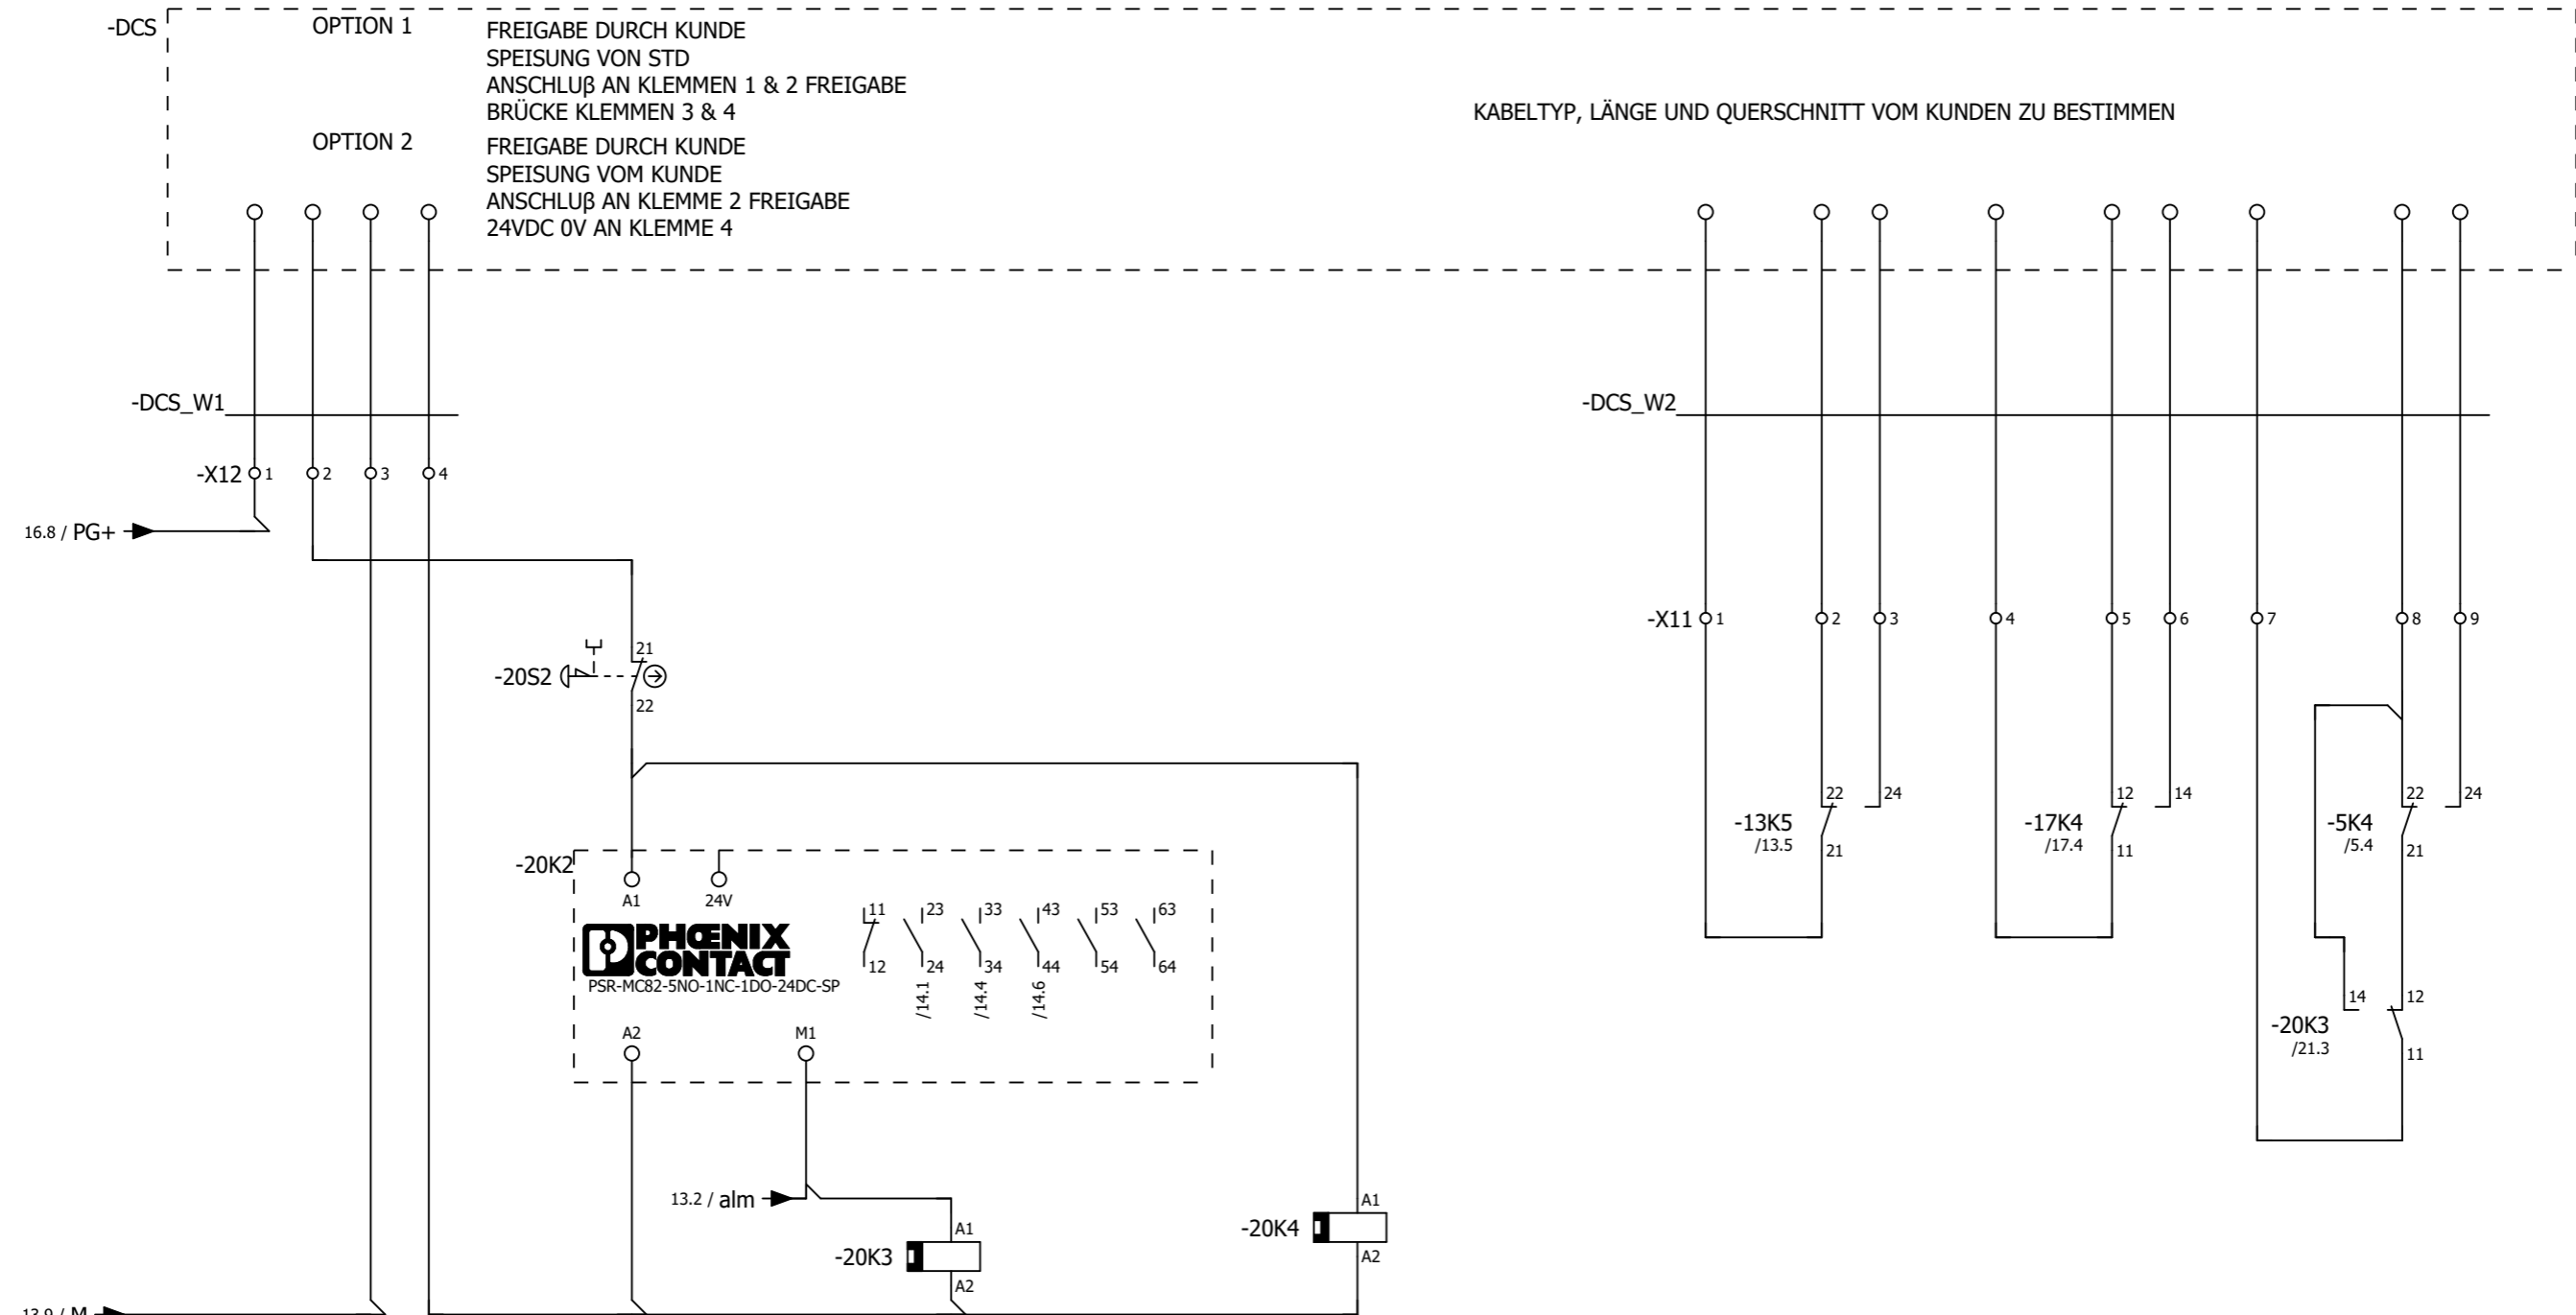 -DCS
OPTION 1
FREIGABE DURCH KUNDE
SPEISUNG VON STD
ANSCHLUβ AN KLEMMEN 1 & 2 FREIGABE
BRÜCKE KLEMMEN 3 & 4
OPTION 2
FREIGABE DURCH KUNDE
SPEISUNG VOM KUNDE
ANSCHLUβ AN KLEMME 2 FREIGABE
24VDC 0V AN KLEMME 4
KABELTYP, LÄNGE UND QUERSCHNITT VOM KUNDEN ZU BESTIMMEN
-DCS_W1
-DCS_W2
-X12 1 2 3 4
16.8 / PG+
-X11 1 2 3 4 5 6 7 8 9
21
-20S2
22
22 24 12 14 22 24
-13K5 -17K4 -5K4
/13.5 /17.4 /5.4
21 11 21
-20K2
A1 24V
11 23 33 43 53 63
PHŒNIX
CONTACT
12 24 34 44 54 64
PSR-MC82-5NO-1NC-1DO-24DC-SP
/14.1 /14.4 /14.6
14 12
-20K3
/21.3
11
A2 M1
13.2 / alm
A1
-20K4
A2
A1
-20K3
A2
13.9 / M